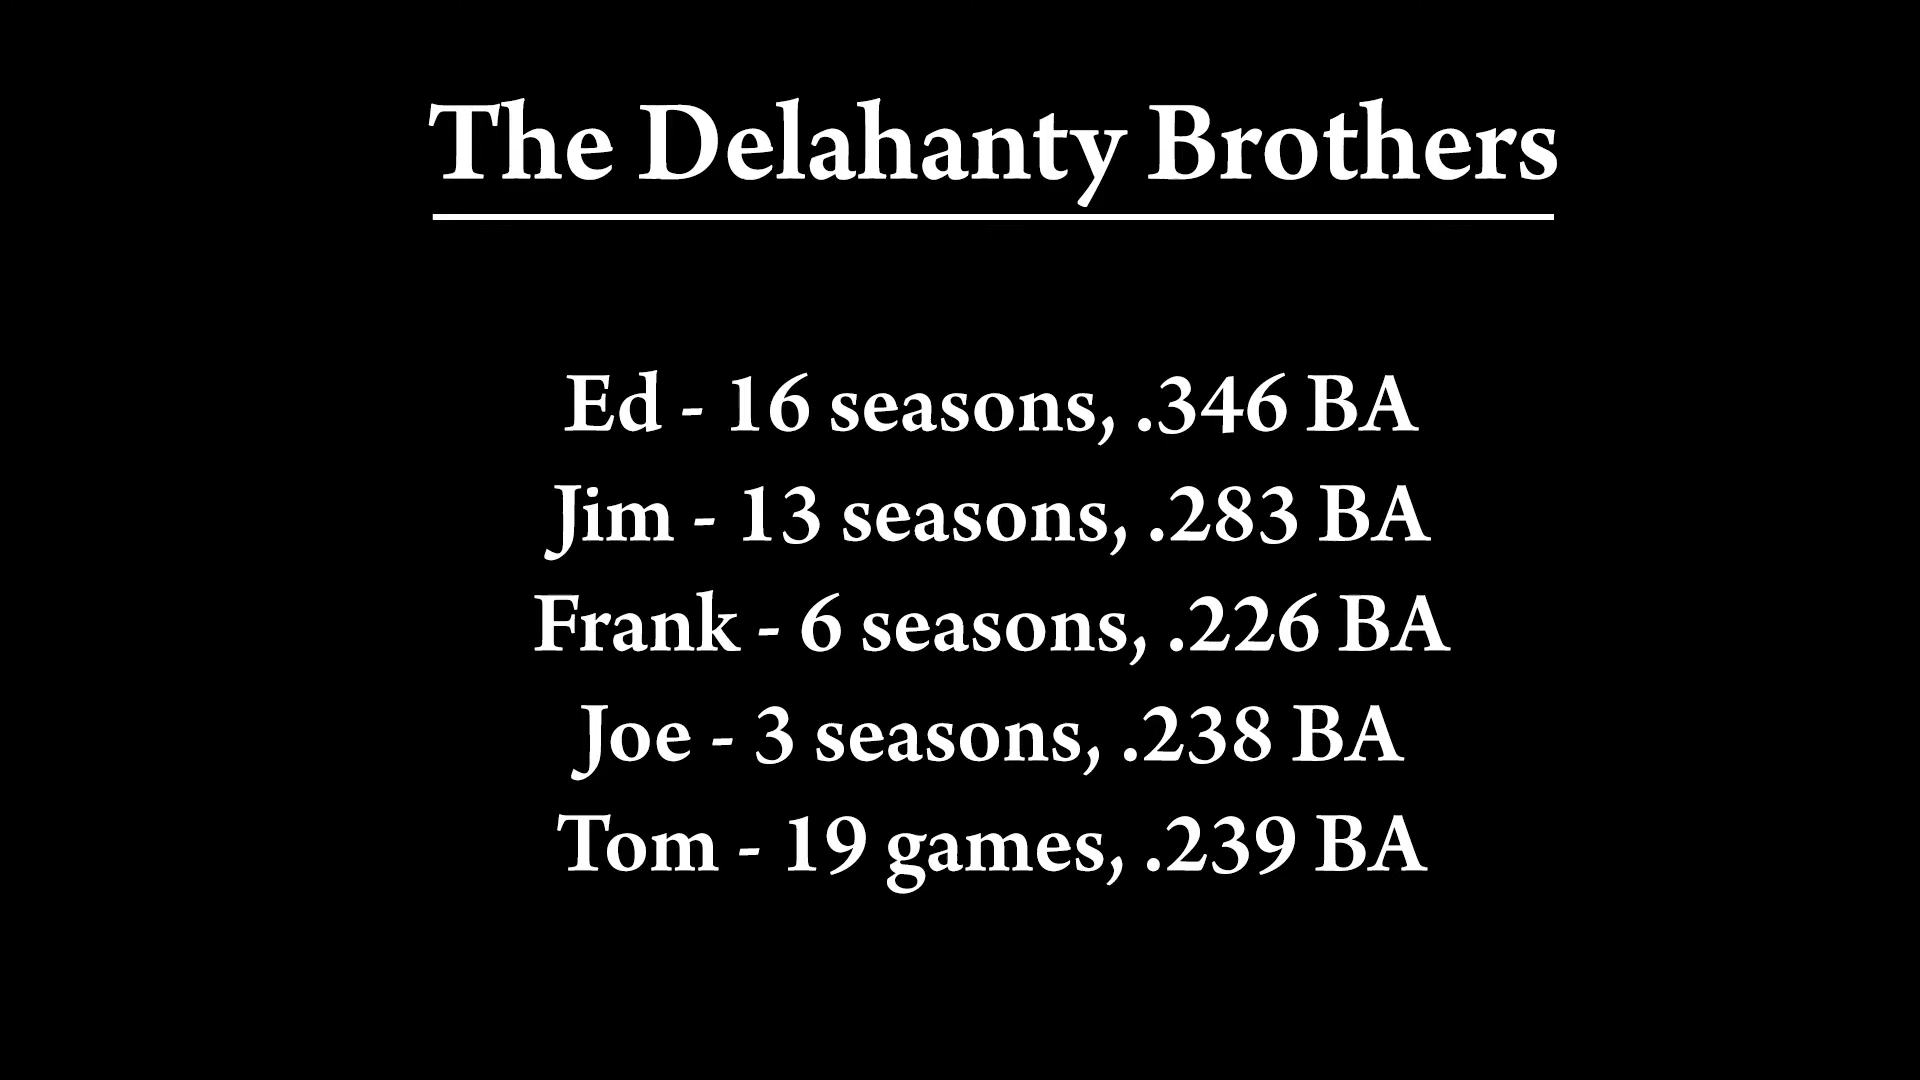 The Delahanty Brothers
Ed - 16 seasons, .346 BA
Jim - 13 seasons, .283 BA
Frank - 6 seasons, .226 BA
Joe - 3 seasons, .238 BA
Tom - 19 games, .239 BA